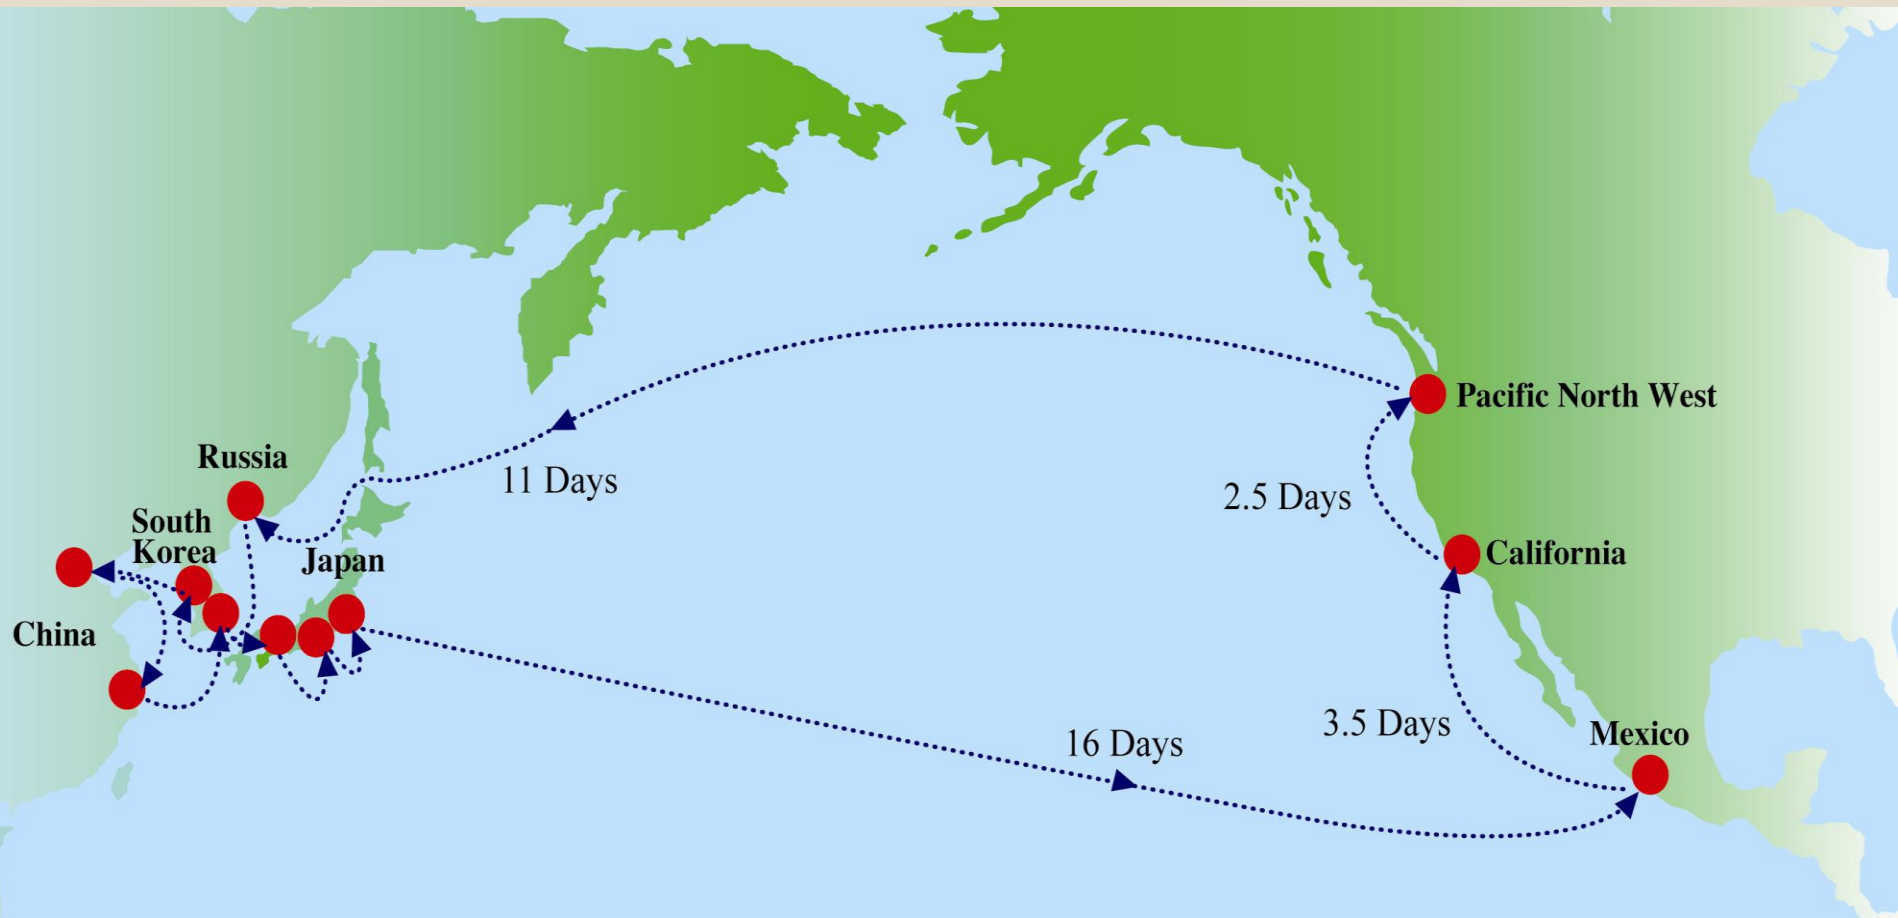 Pacific North West
Russia
11 Days
2.5 Days
South
Korea
Japan
California
China
3.5 Days
16 Days
Mexico